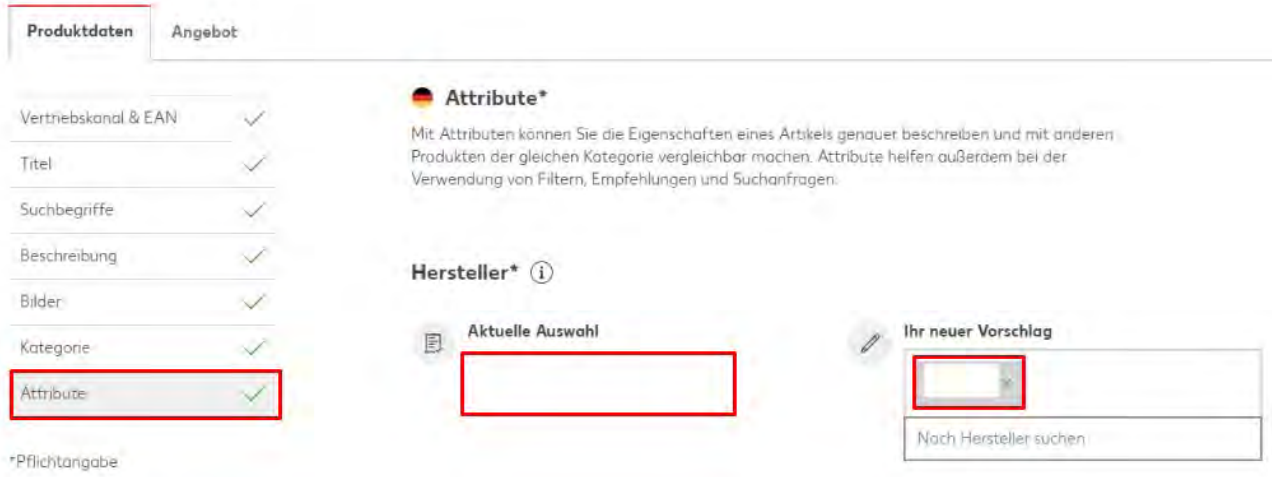 Produktdaten
Angebot
Vertriebskanal & EAN
Titel
Suchbegriffe
Beschreibung
Bilder
Kategorie
Attribute
*Pflichtangabe
Attribute*
Mit Attributen können Sie die Eigenschaften eines Artikels genauer beschreiben und mit anderen
Produkten der gleichen Kategorie vergleichbar machen. Attribute helfen außerdem bei der
Verwendung von Filtern, Empfehlungen und Suchanfragen.
Hersteller* i
Aktuelle Auswahl
Ihr neuer Vorschlag
×
Nach Hersteller suchen